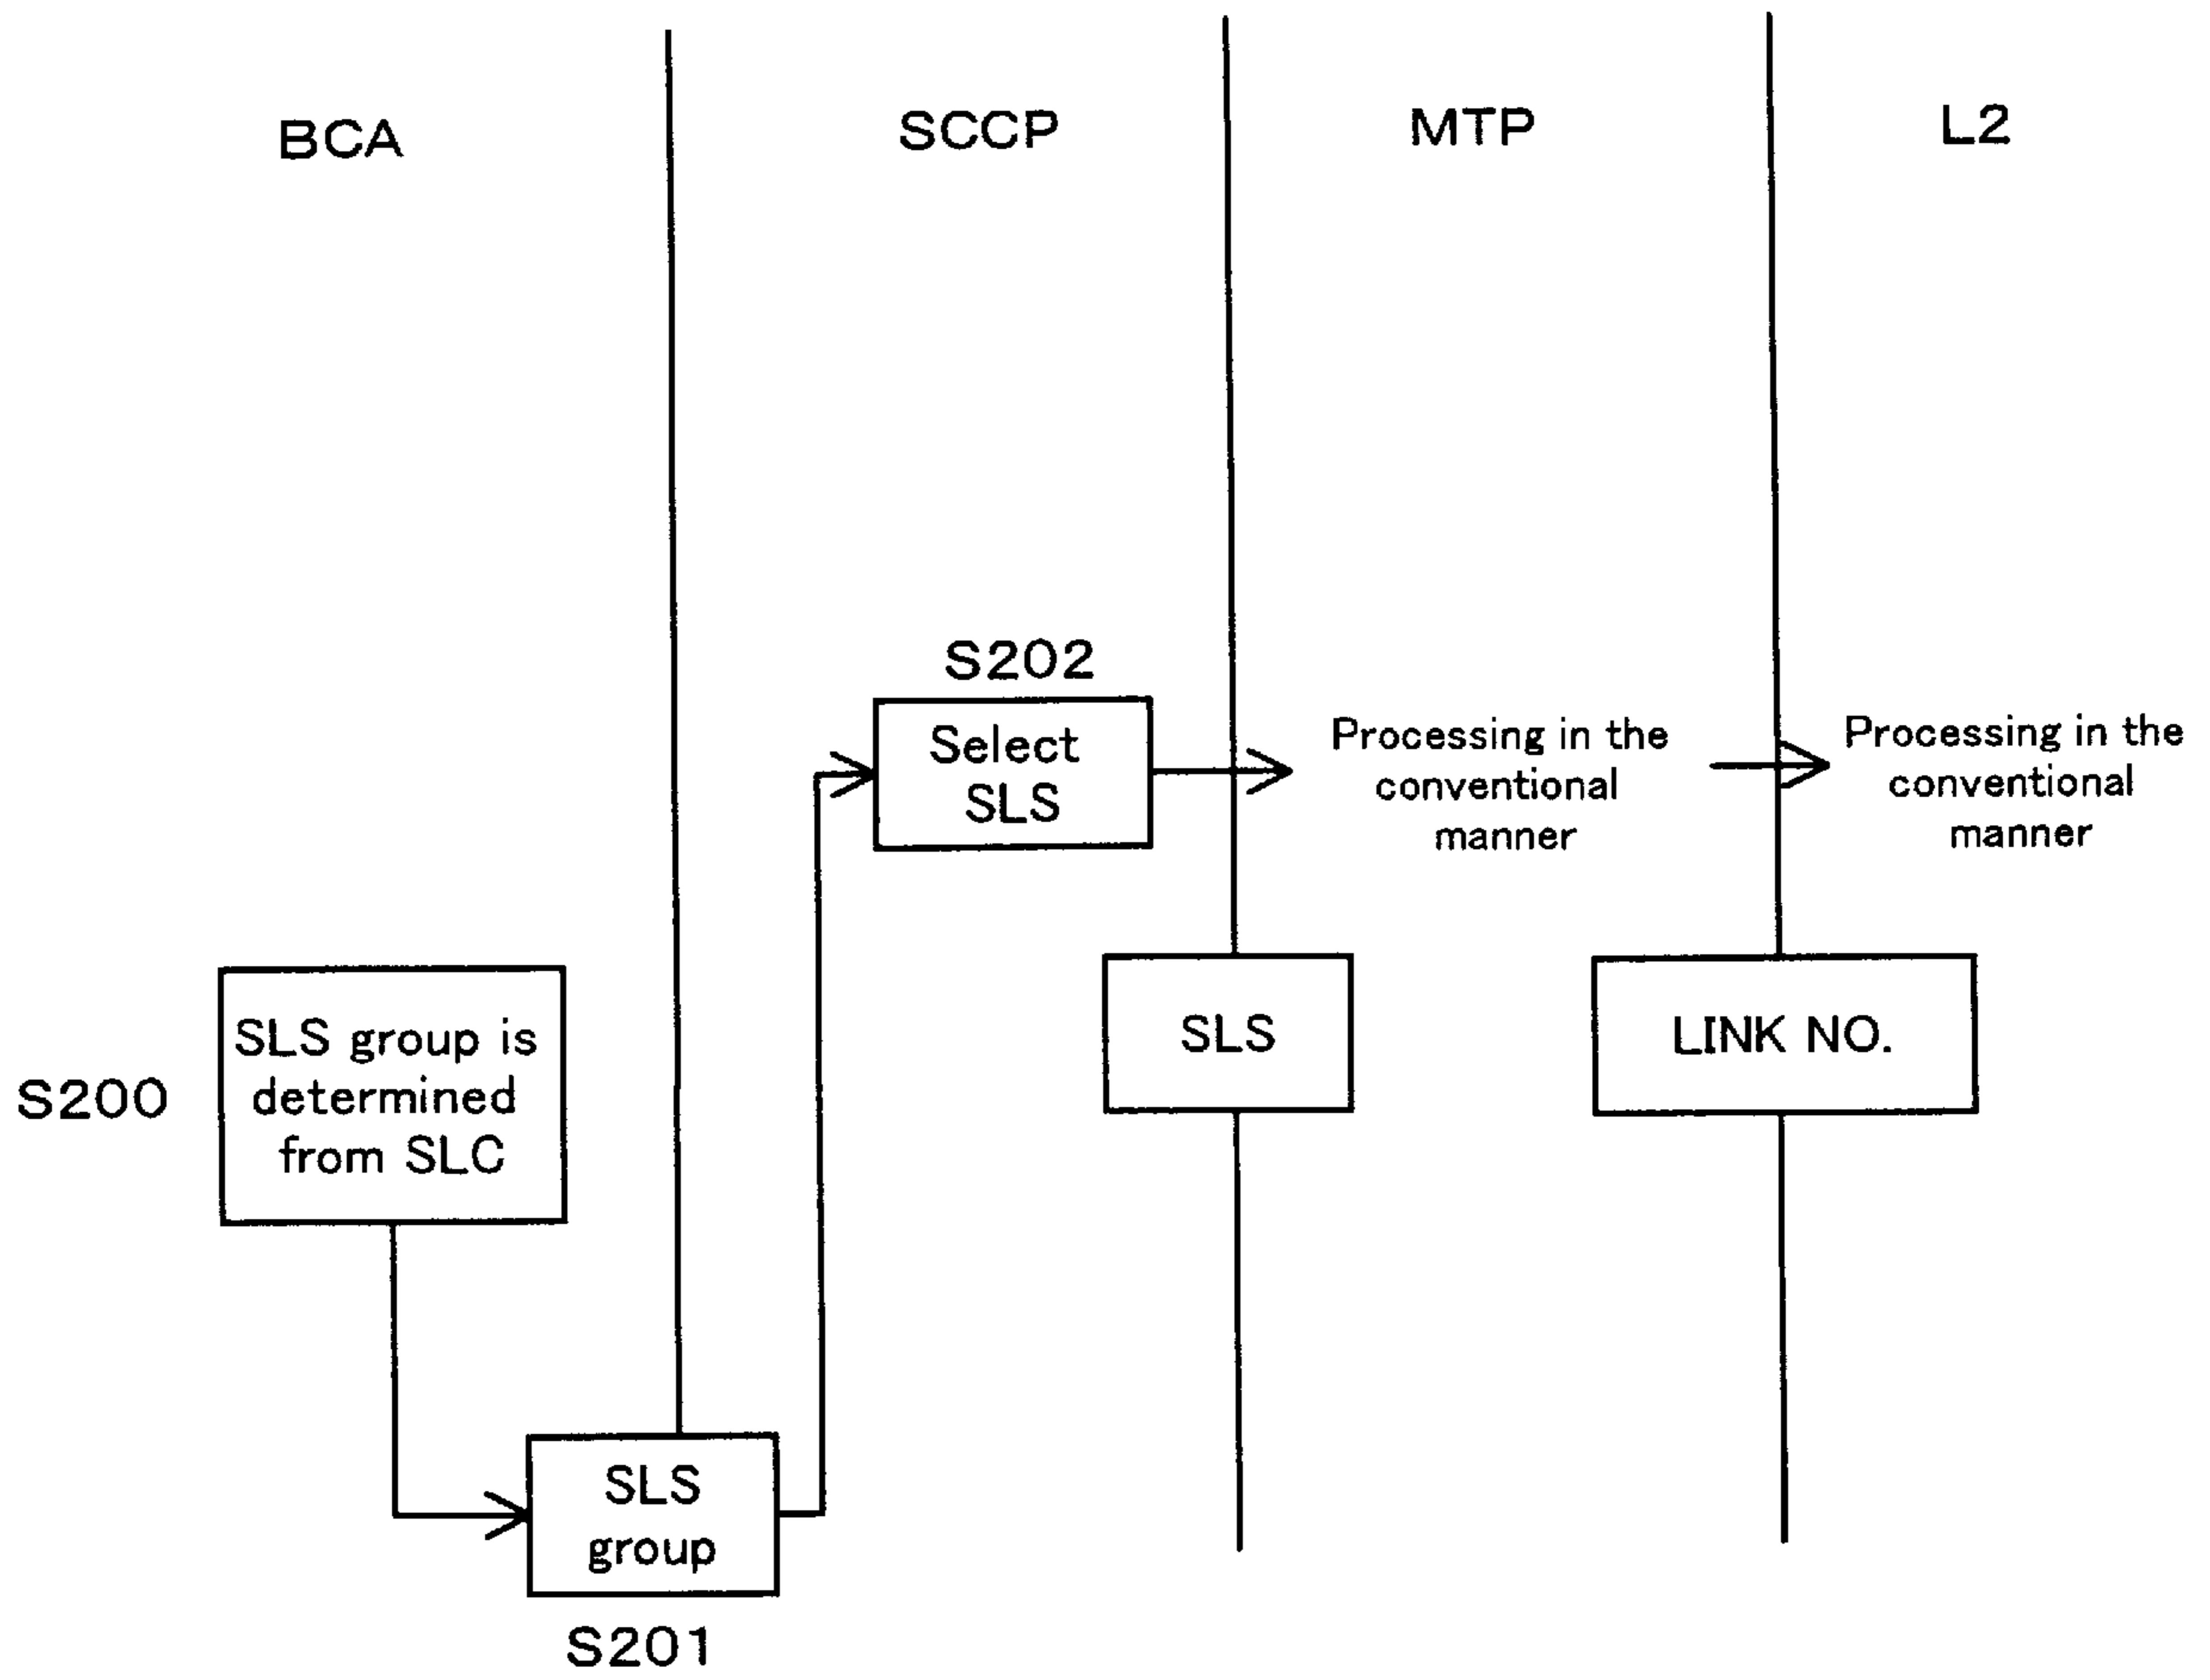 BCA
SCCP
MTP
L2
S202
Select
SLS
Processing in the
conventional
manner
Processing in the
conventional
manner
S200
SLS group is
determined
from SLC
SLS
LINK NO.
SLS
group
S201